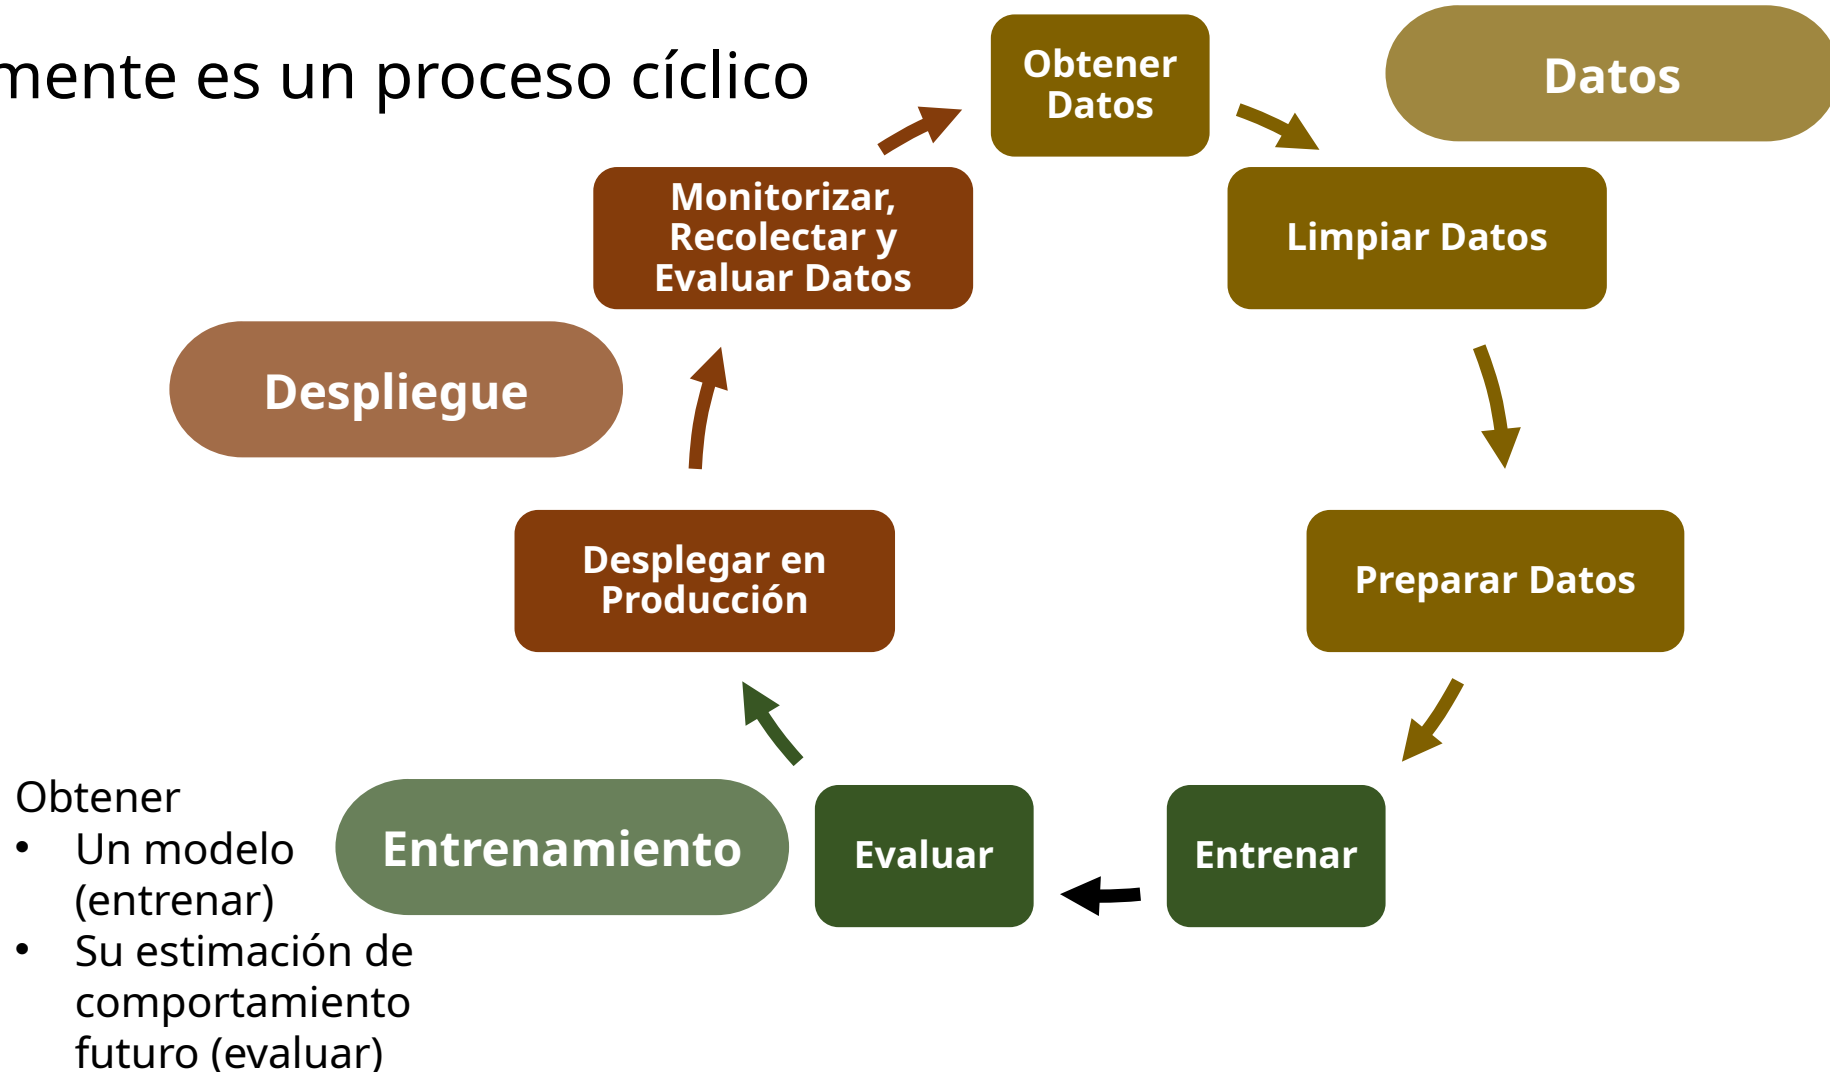 mente es un proceso cíclico
Obtener
Datos
Datos
Monitorizar,
Recolectar y
Evaluar Datos
Limpiar Datos
Despliegue
Desplegar en
Producción
Preparar Datos
Entrenamiento
Evaluar
Entrenar
Obtener
• Un modelo
(entrenar)
• Su estimación de
comportamiento
futuro (evaluar)